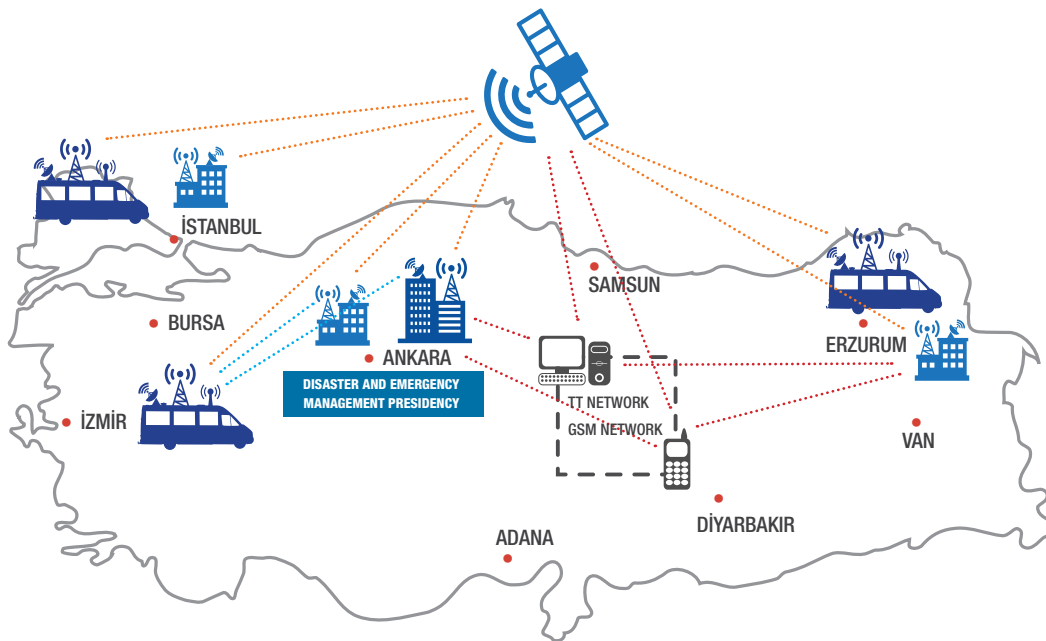 İSTANBUL
SAMSUN
BURSA
ERZURUM
ANKARA
DISASTER AND EMERGENCY
MANAGEMENT PRESIDENCY
TT NETWORK
GSM NETWORK
İZMİR
VAN
DİYARBAKIR
ADANA